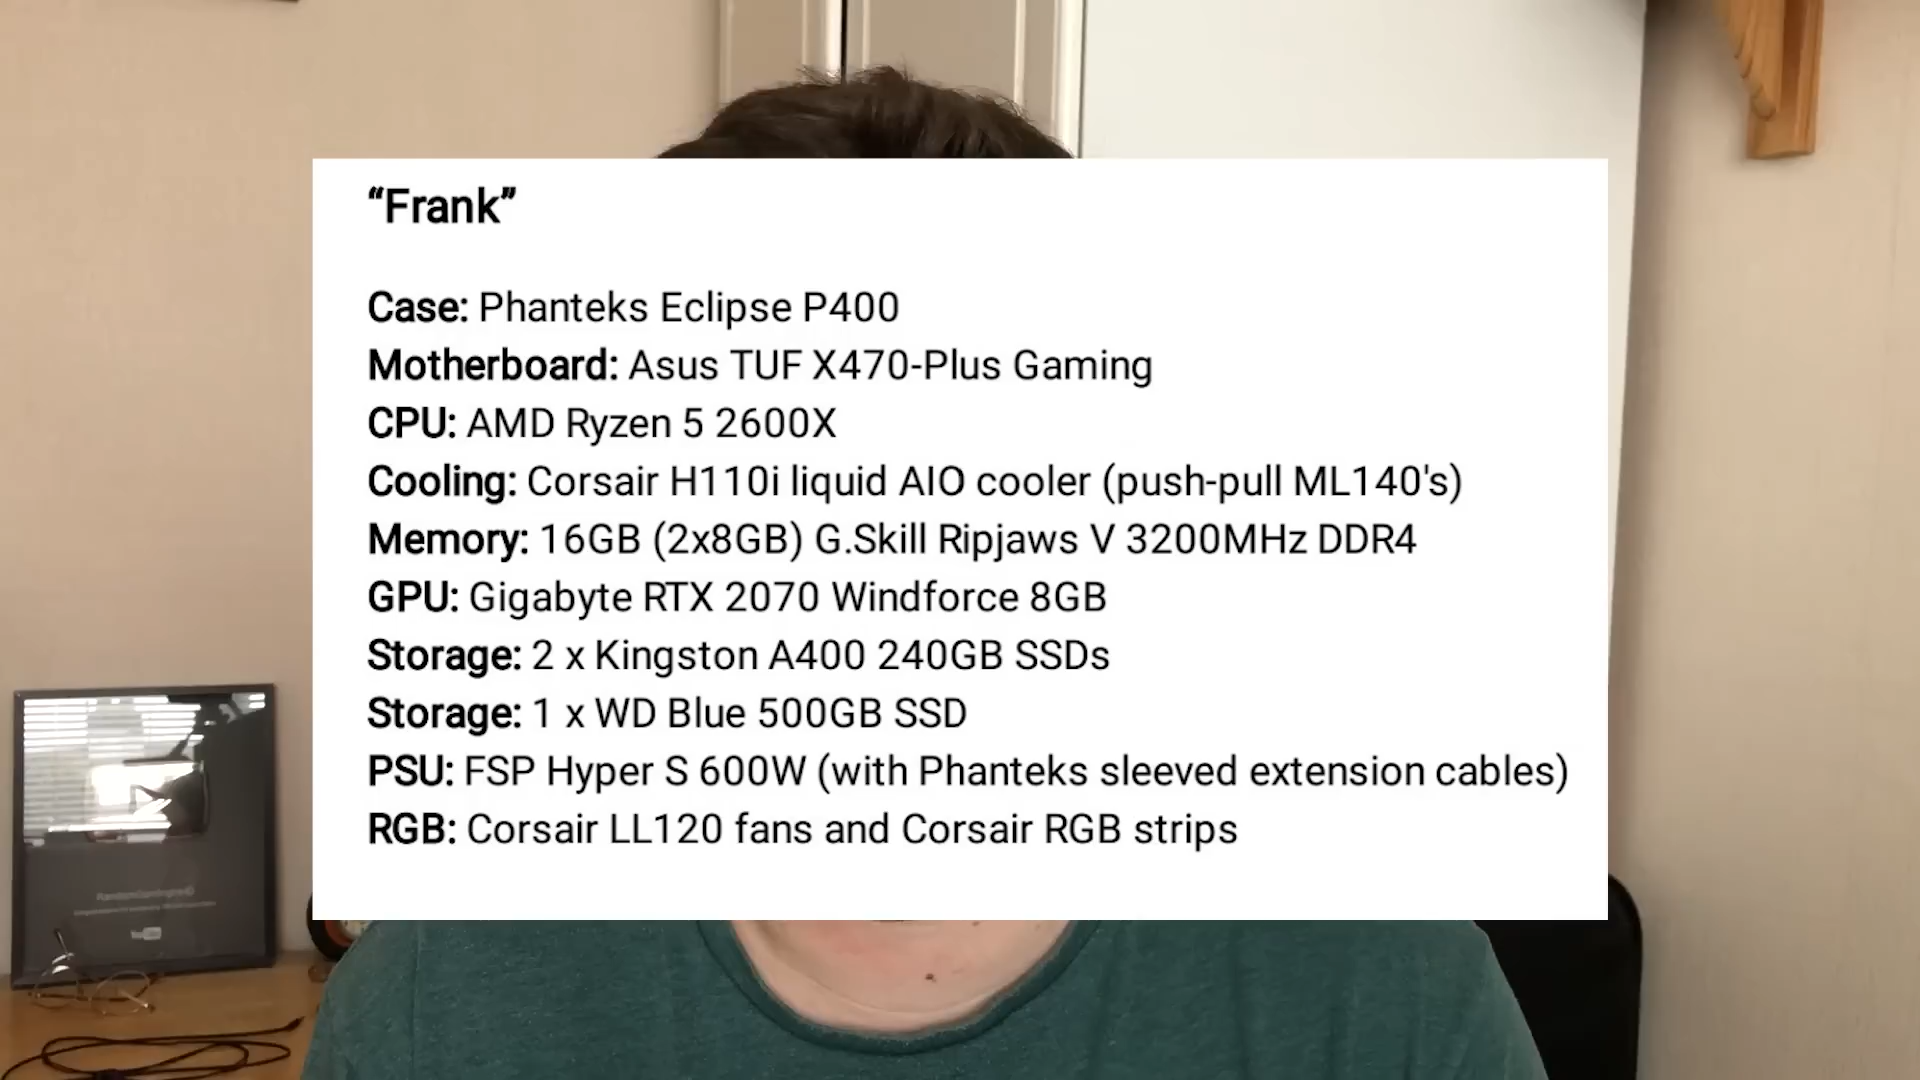 “Frank”
Case: Phanteks Eclipse P400
Motherboard: Asus TUF X470-Plus Gaming
CPU: AMD Ryzen 5 2600X
Cooling: Corsair H110i liquid AIO cooler (push-pull ML140's)
Memory: 16GB (2x8GB) G.Skill Ripjaws V 3200MHz DDR4
GPU: Gigabyte RTX 2070 Windforce 8GB
Storage: 2 x Kingston A400 240GB SSDs
Storage: 1 x WD Blue 500GB SSD
PSU: FSP Hyper S 600W (with Phanteks sleeved extension cables)
RGB: Corsair LL120 fans and Corsair RGB strips
RandomGaminginHD
YouTube